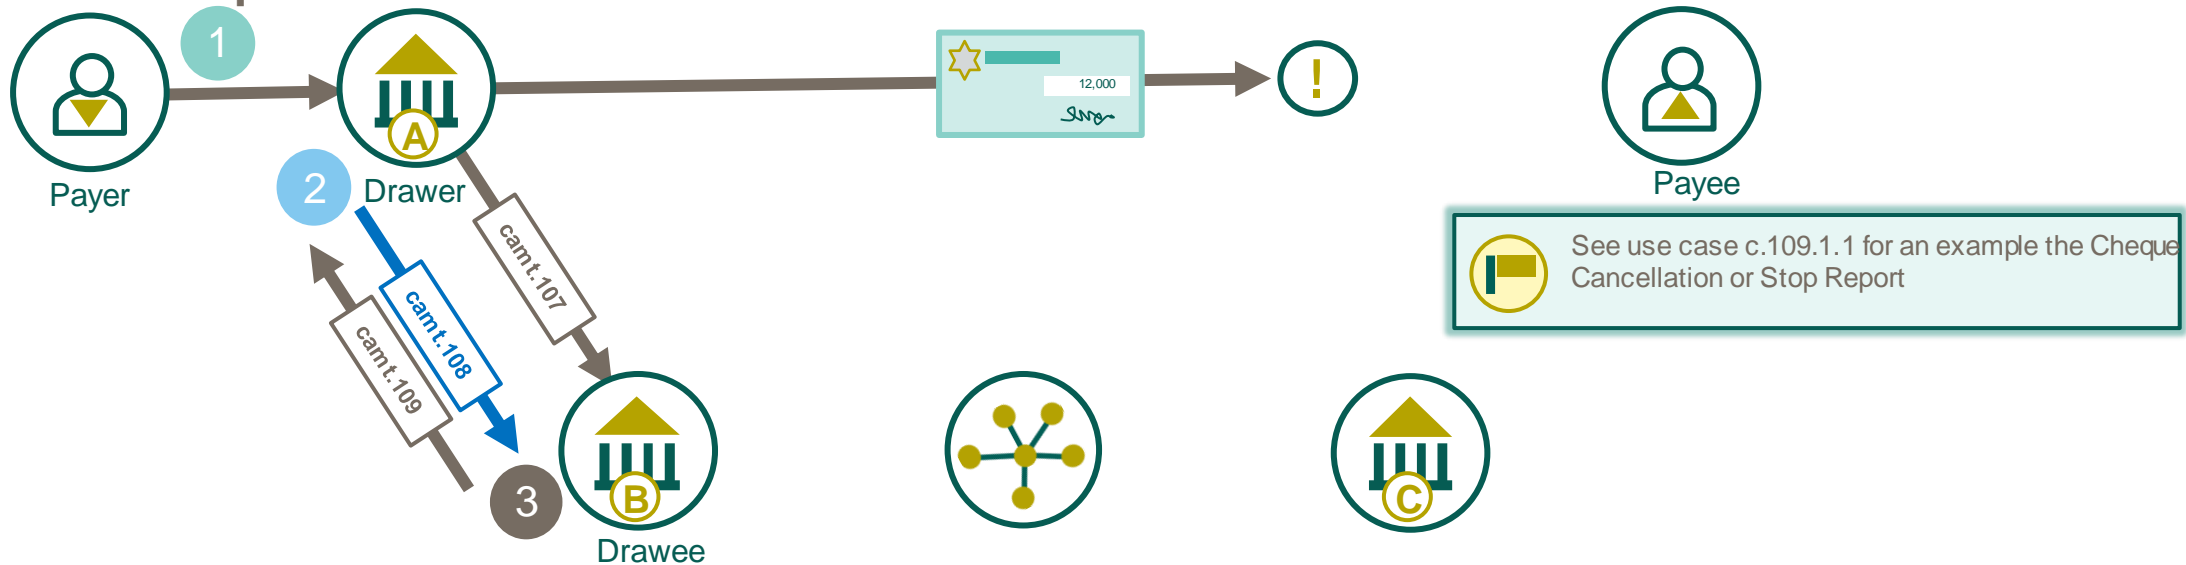 1
12,000
!
A
Payer
2
Drawer
Payee
camt.107
camt.108
camt.109
See use case c.109.1.1 for an example the Cheque
Cancellation or Stop Report
3
B
C
Drawee